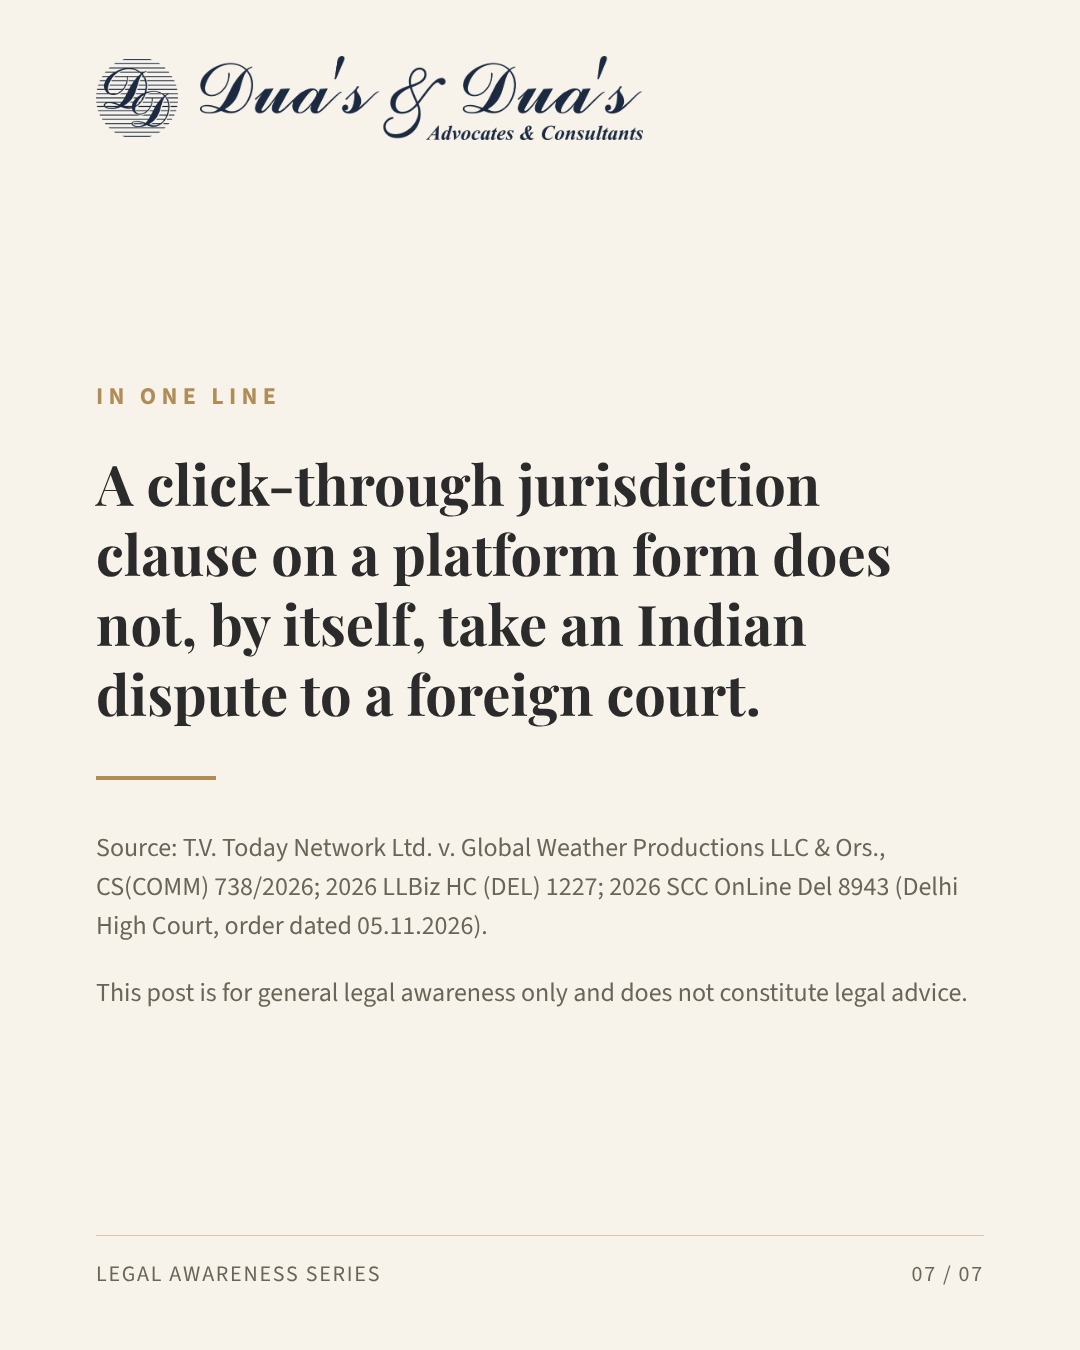 DD Dua's & Dua's
Advocates & Consultants
IN ONE LINE
A click-through jurisdiction
clause on a platform form does
not, by itself, take an Indian
dispute to a foreign court.
Source: T.V. Today Network Ltd. v. Global Weather Productions LLC & Ors.,
CS(COMM) 738/2026; 2026 LLBiz HC (DEL) 1227; 2026 SCC OnLine Del 8943 (Delhi
High Court, order dated 05.11.2026).
This post is for general legal awareness only and does not constitute legal advice.
LEGAL AWARENESS SERIES
07 / 07